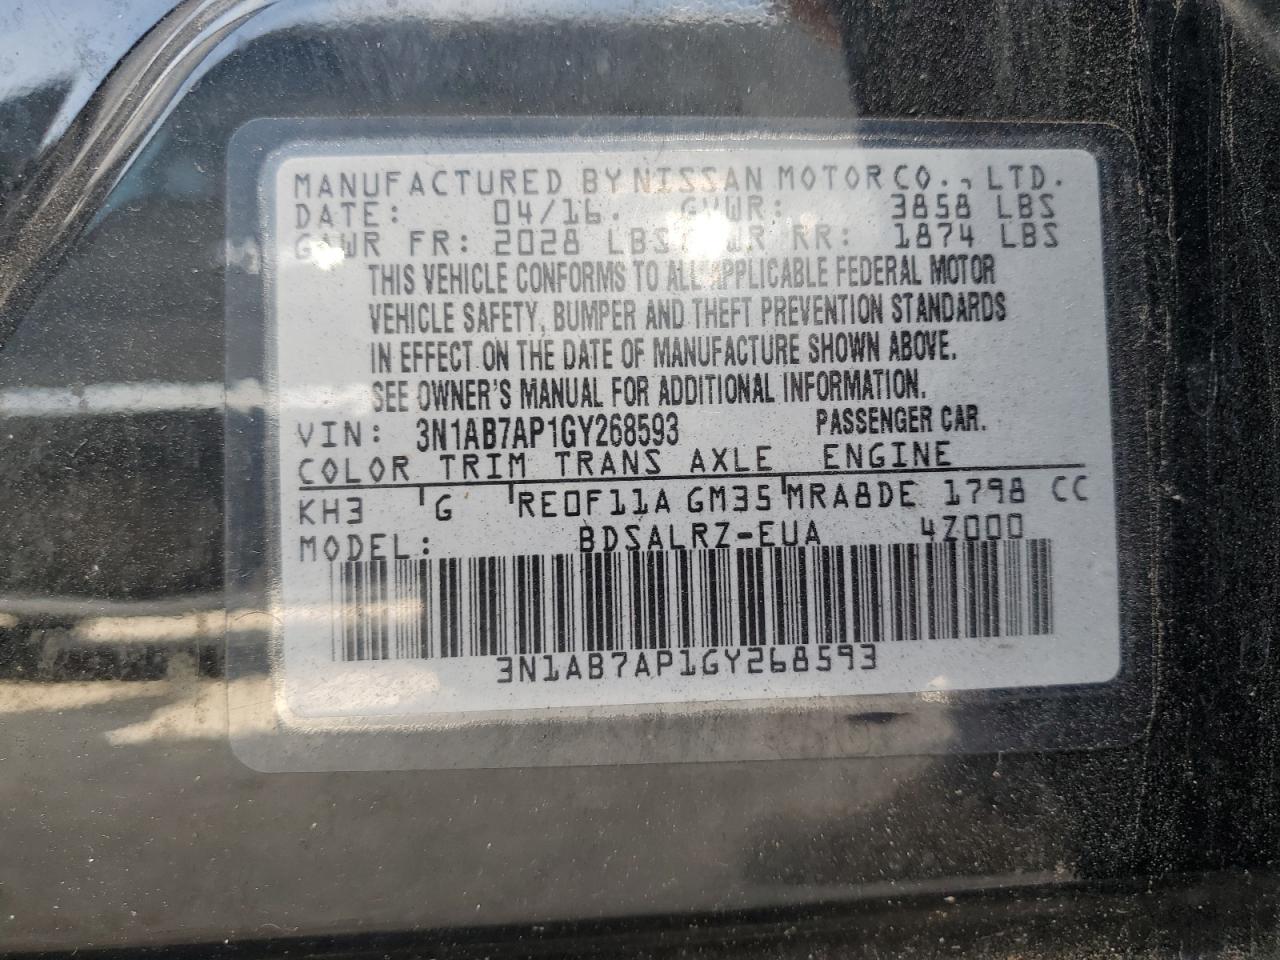 MANUFACTURED BY NISSAN MOTOR CO., LTD.
DATE: 04/16. GVWR: 3858 LBS
GAWR FR: 2028 LBS GAWR RR: 1874 LBS
THIS VEHICLE CONFORMS TO ALL APPLICABLE FEDERAL MOTOR
VEHICLE SAFETY, BUMPER AND THEFT PREVENTION STANDARDS
IN EFFECT ON THE DATE OF MANUFACTURE SHOWN ABOVE.
SEE OWNER'S MANUAL FOR ADDITIONAL INFORMATION.
VIN: 3N1AB7AP1GY268593 PASSENGER CAR.
COLOR TRIM TRANS AXLE ENGINE
KH3 G RE0F11A GM35 MRA8DE 1798 CC
MODEL: BDSALRZ-EUA 4Z000
3N1AB7AP1GY268593